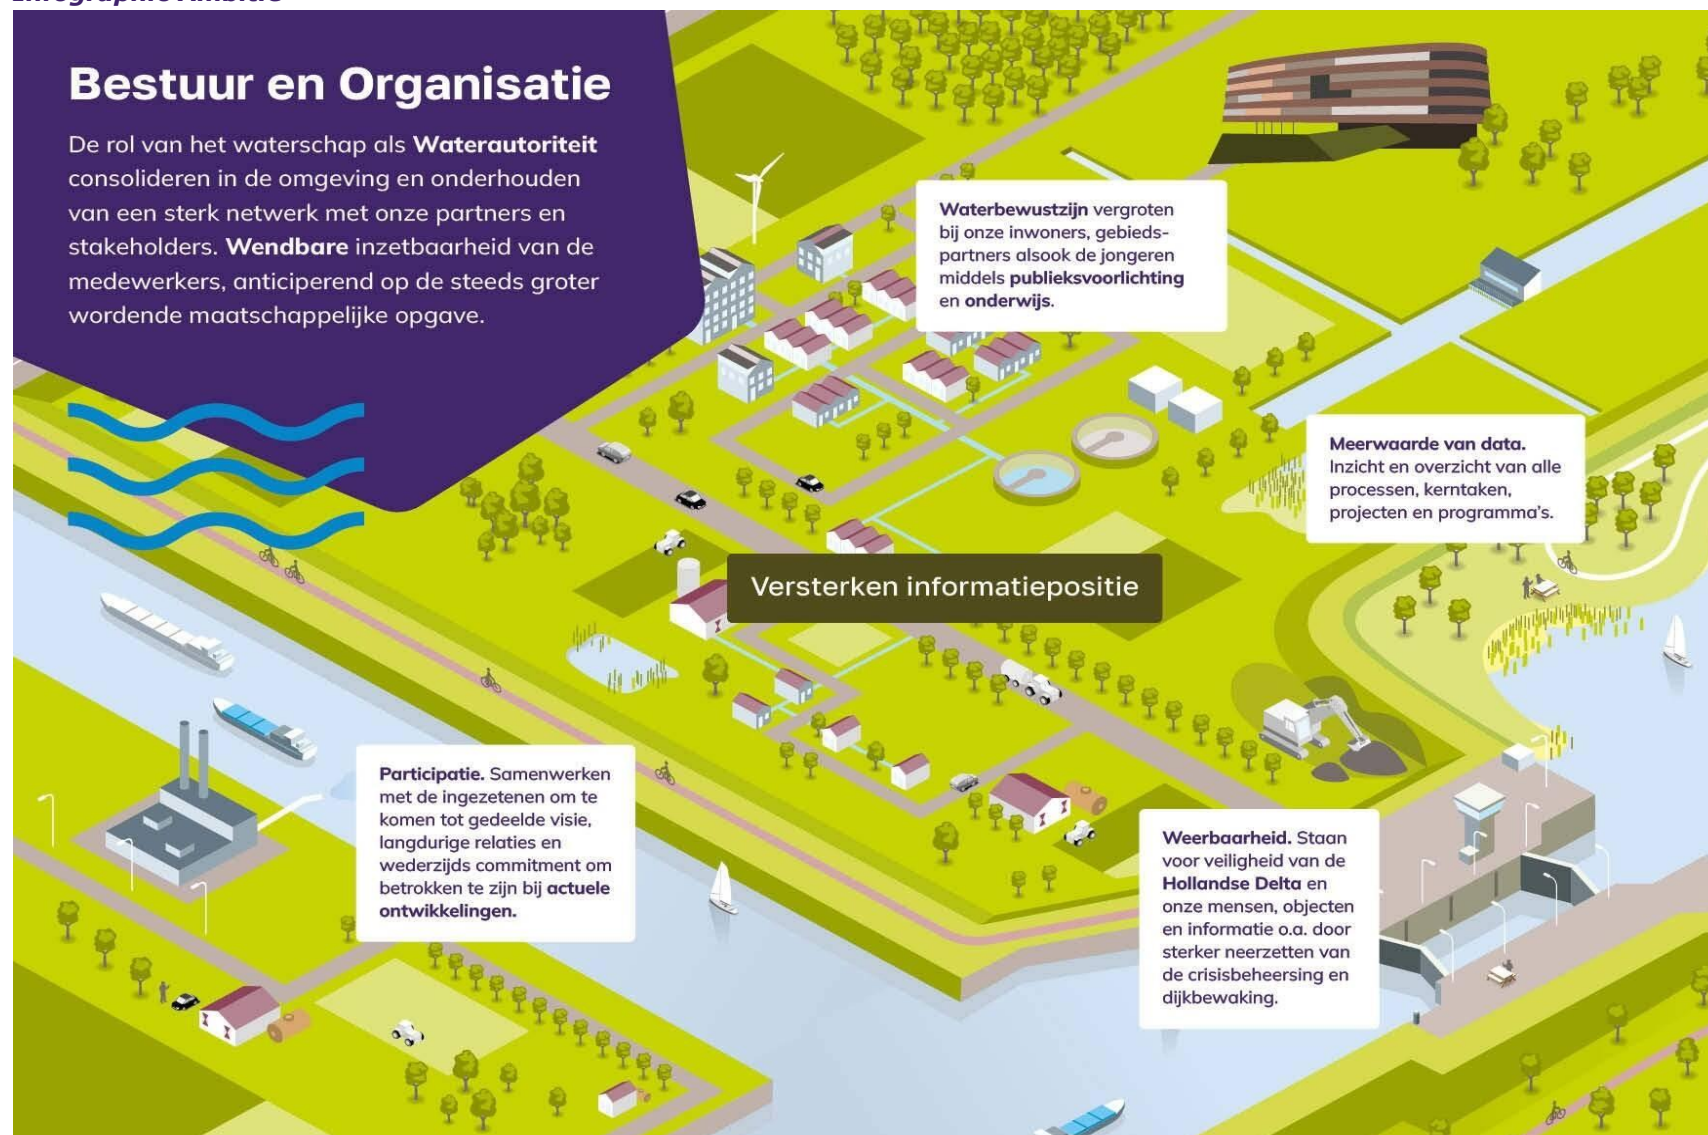 Infographic Ambitie
Bestuur en Organisatie
De rol van het waterschap als Waterautoriteit
consolideren in de omgeving en onderhouden
van een sterk netwerk met onze partners en
stakeholders. Wendbare inzetbaarheid van de
medewerkers, anticiperend op de steeds groter
wordende maatschappelijke opgave.
Waterbewustzijn vergroten
bij onze inwoners, gebieds-
partners alsook de jongeren
middels publieksvoorlichting
en onderwijs.
Meerwaarde van data.
Inzicht en overzicht van alle
processen, kerntaken,
projecten en programma's.
Versterken informatiepositie
Participatie. Samenwerken
met de ingezetenen om te
komen tot gedeelde visie,
langdurige relaties en
wederzijds commitment om
betrokken te zijn bij actuele
ontwikkelingen.
Weerbaarheid. Staan
voor veiligheid van de
Hollandse Delta en
onze mensen, objecten
en informatie o.a. door
sterker neerzetten van
de crisisbeheersing en
dijkbewaking.